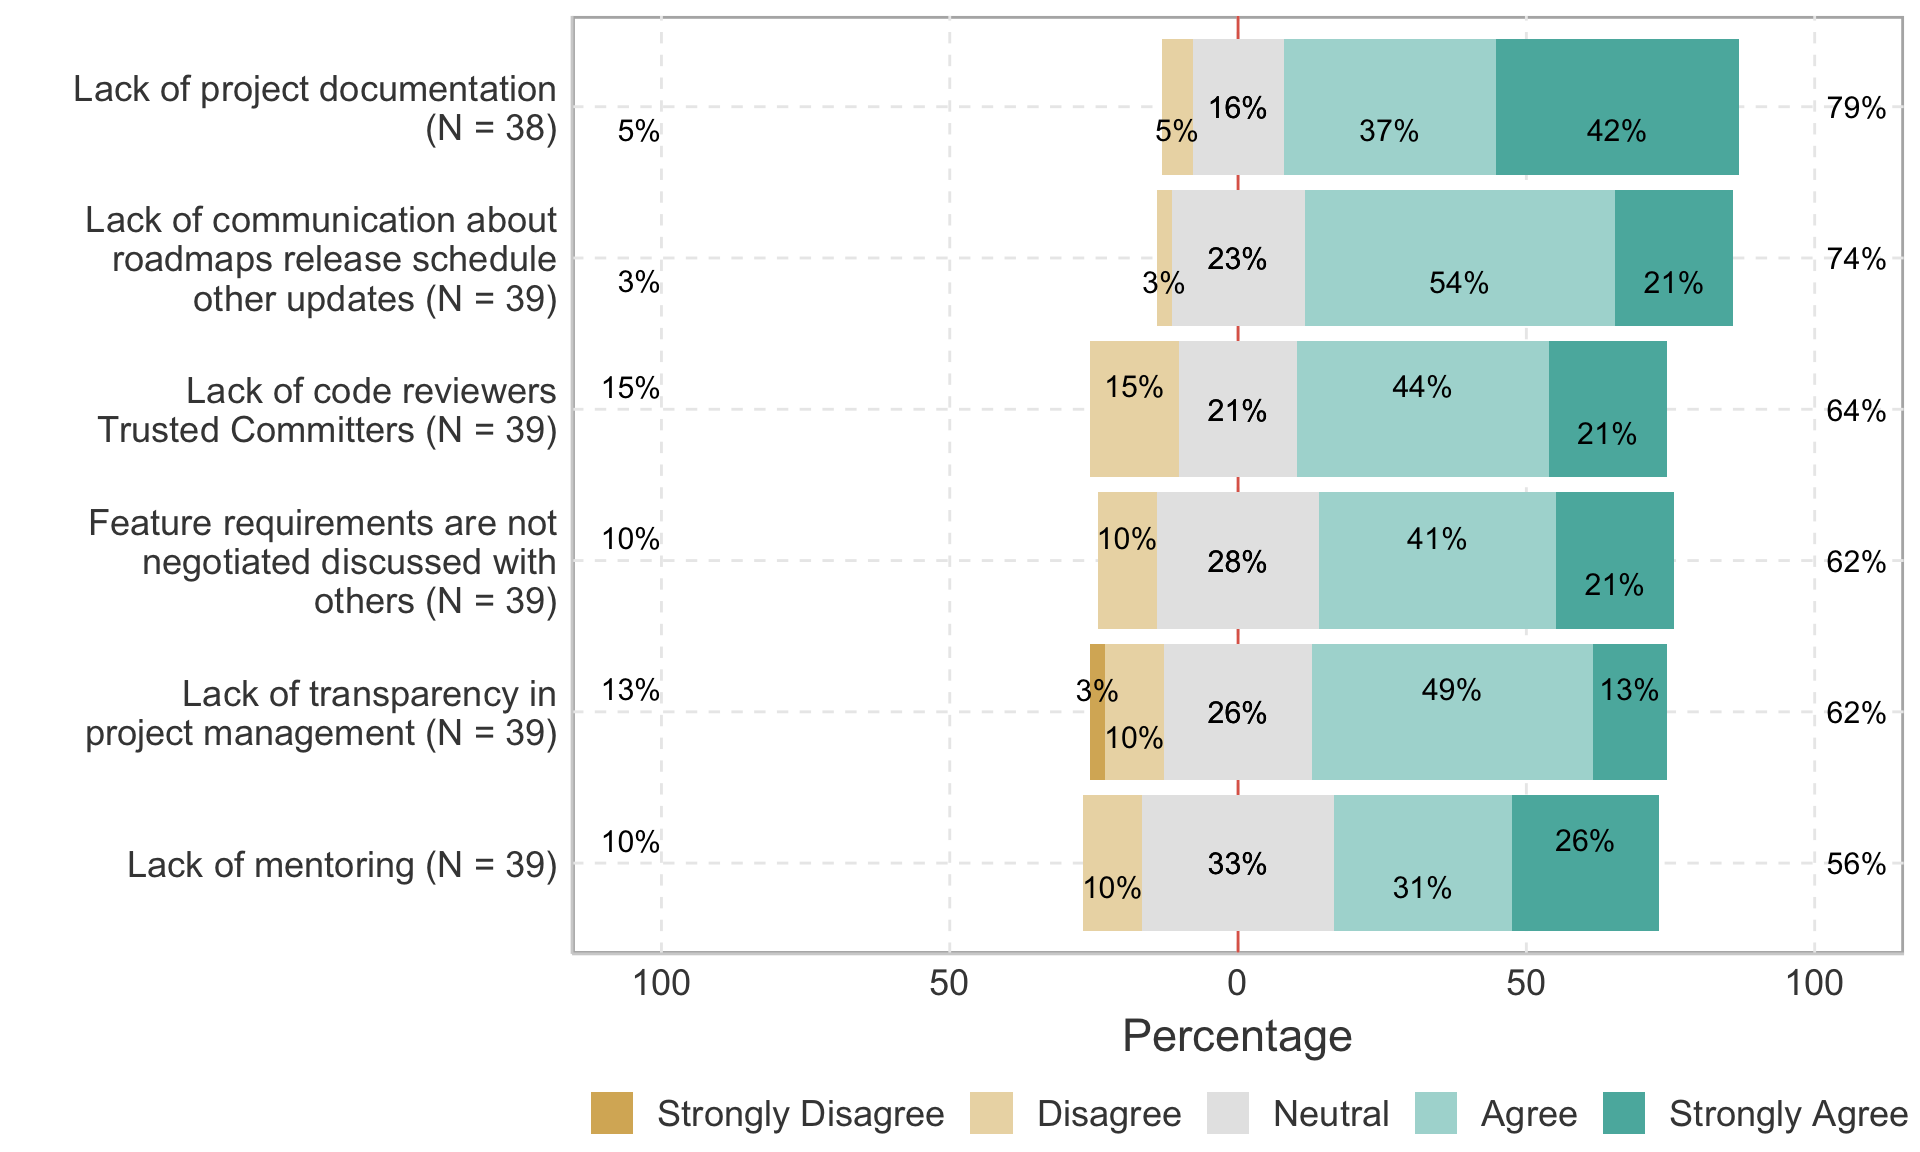 Lack of project documentation
(N = 38)
5%
5%
16%
37%
42%
79%
Lack of communication about
roadmaps release schedule
other updates (N = 39)
3%
3%
23%
54%
21%
74%
Lack of code reviewers
Trusted Committers (N = 39)
15%
15%
21%
44%
21%
64%
Feature requirements are not
negotiated discussed with
others (N = 39)
10%
10%
28%
41%
21%
62%
Lack of transparency in
project management (N = 39)
13%
3%
10%
26%
49%
13%
62%
Lack of mentoring (N = 39)
10%
10%
33%
31%
26%
56%
100 50 0 50 100
Percentage
Strongly Disagree Disagree Neutral Agree Strongly Agree